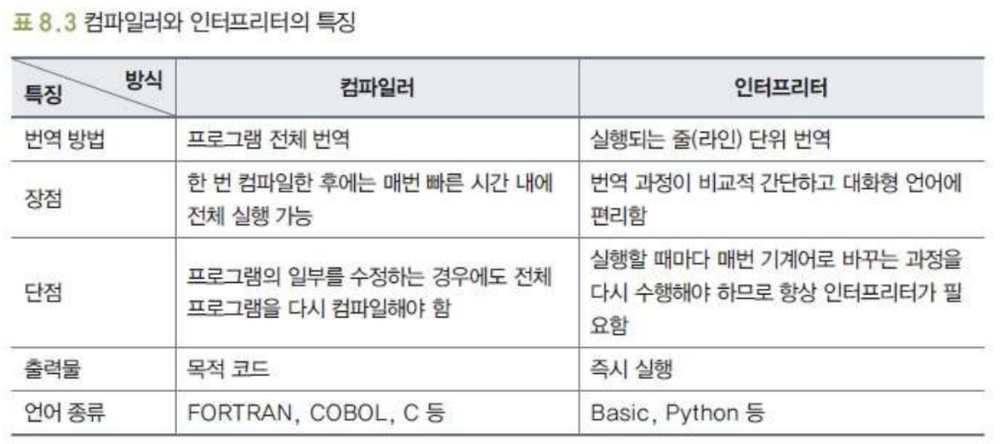 표 8.3 컴파일러와 인터프리터의 특징
방식
특징
컴파일러
인터프리터
번역 방법
프로그램 전체 번역
실행되는 줄(라인) 단위 번역
장점
한 번 컴파일한 후에는 매번 빠른 시간 내에
전체 실행 가능
번역 과정이 비교적 간단하고 대화형 언어에
편리함
단점
프로그램의 일부를 수정하는 경우에도 전체
프로그램을 다시 컴파일해야 함
실행할 때마다 매번 기계어로 바꾸는 과정을
다시 수행해야 하므로 항상 인터프리터가 필
요함
출력물
목적 코드
즉시 실행
언어 종류
FORTRAN, COBOL, C 등
Basic, Python 등